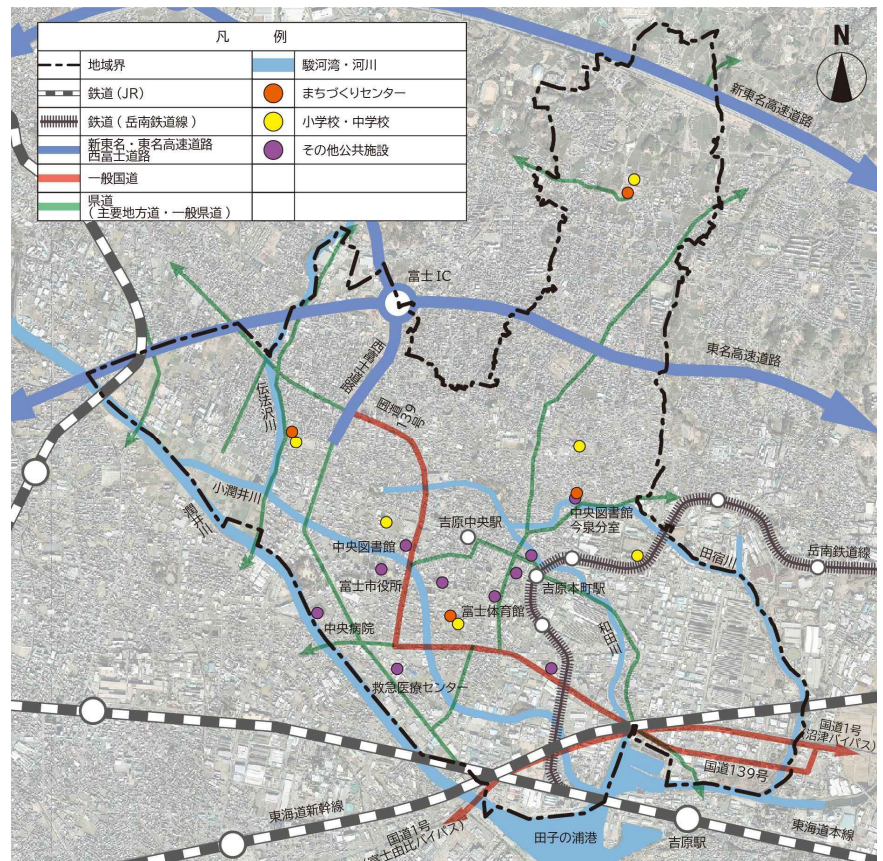 凡 例
地域界
駿河湾・河川
鉄道(JR)
まちづくりセンター
鉄道(岳南鉄道線)
小学校・中学校
新東名・東名高速道路
西富士道路
その他公共施設
一般国道
県道
(主要地方道・一般県道)
N
新東名高速道路
富士IC
東名高速道路
西富士道路
国道
139号
伝法沢川
小潤井川
潤井川
吉原中央駅
中央図書館
今泉分室
中央図書館
富士市役所
富士体育館
吉原本町駅
田宿川
岳南鉄道線
和田川
中央病院
救急医療センター
国道1号
(沼津バイパス)
国道139号
東海道新幹線
国道1号
(富士由比バイパス)
田子の浦港
吉原駅
東海道本線